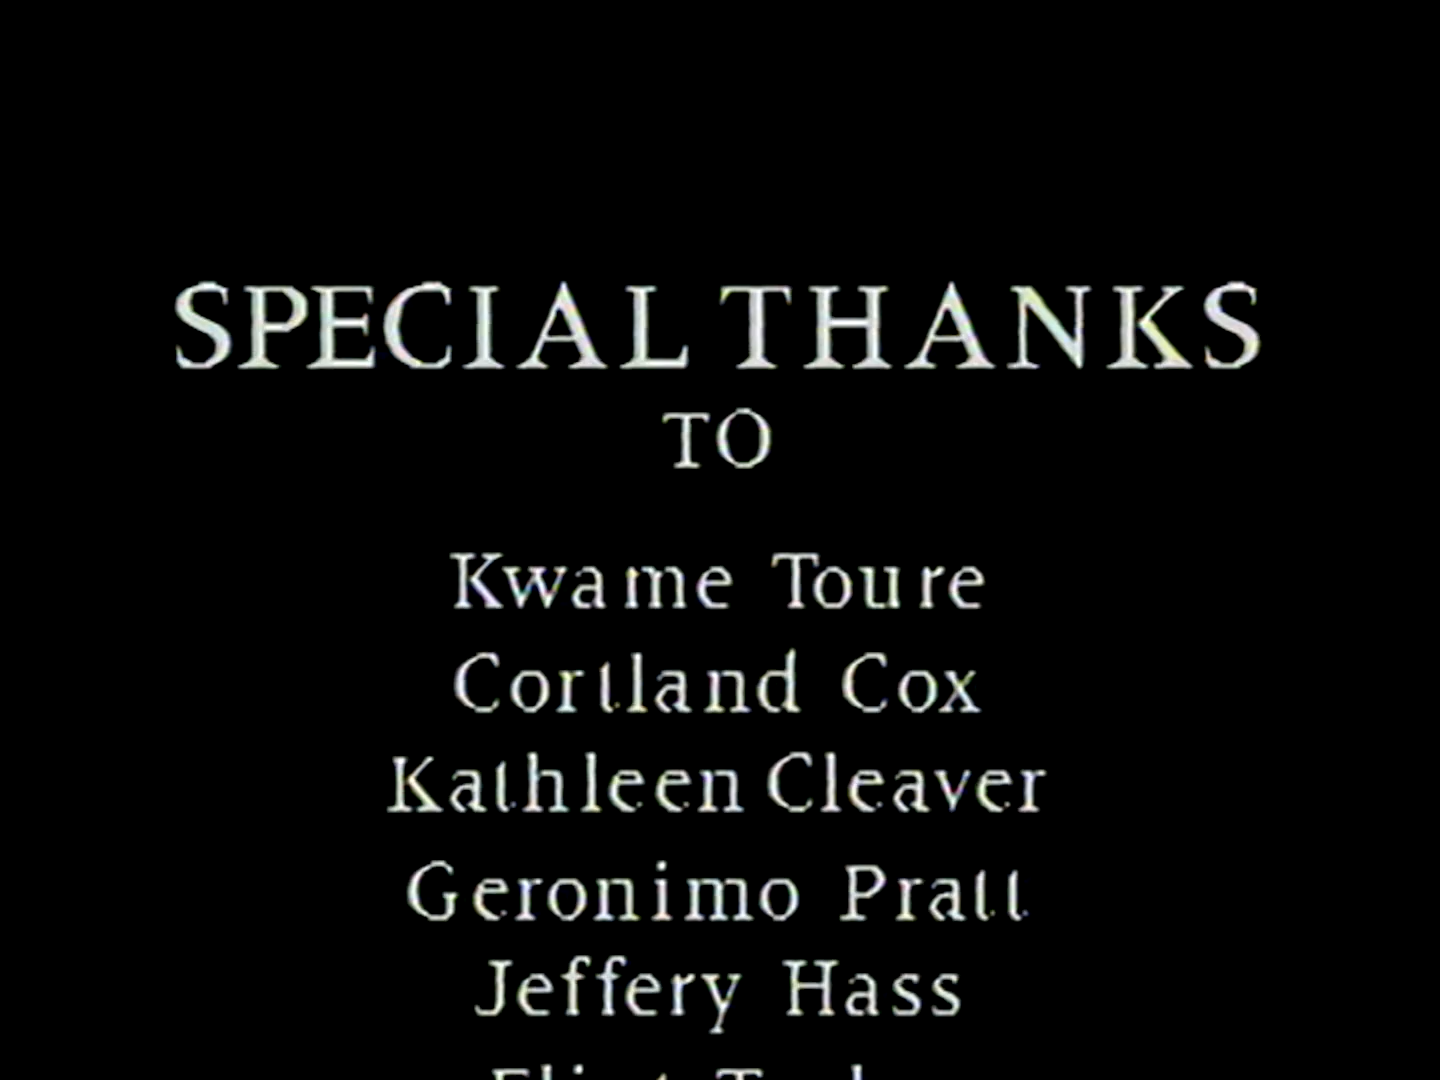 SPECIAL THANKS
TO
Kwame Toure
Cortland Cox
Kathleen Cleaver
Geronimo Pratt
Jeffery Hass